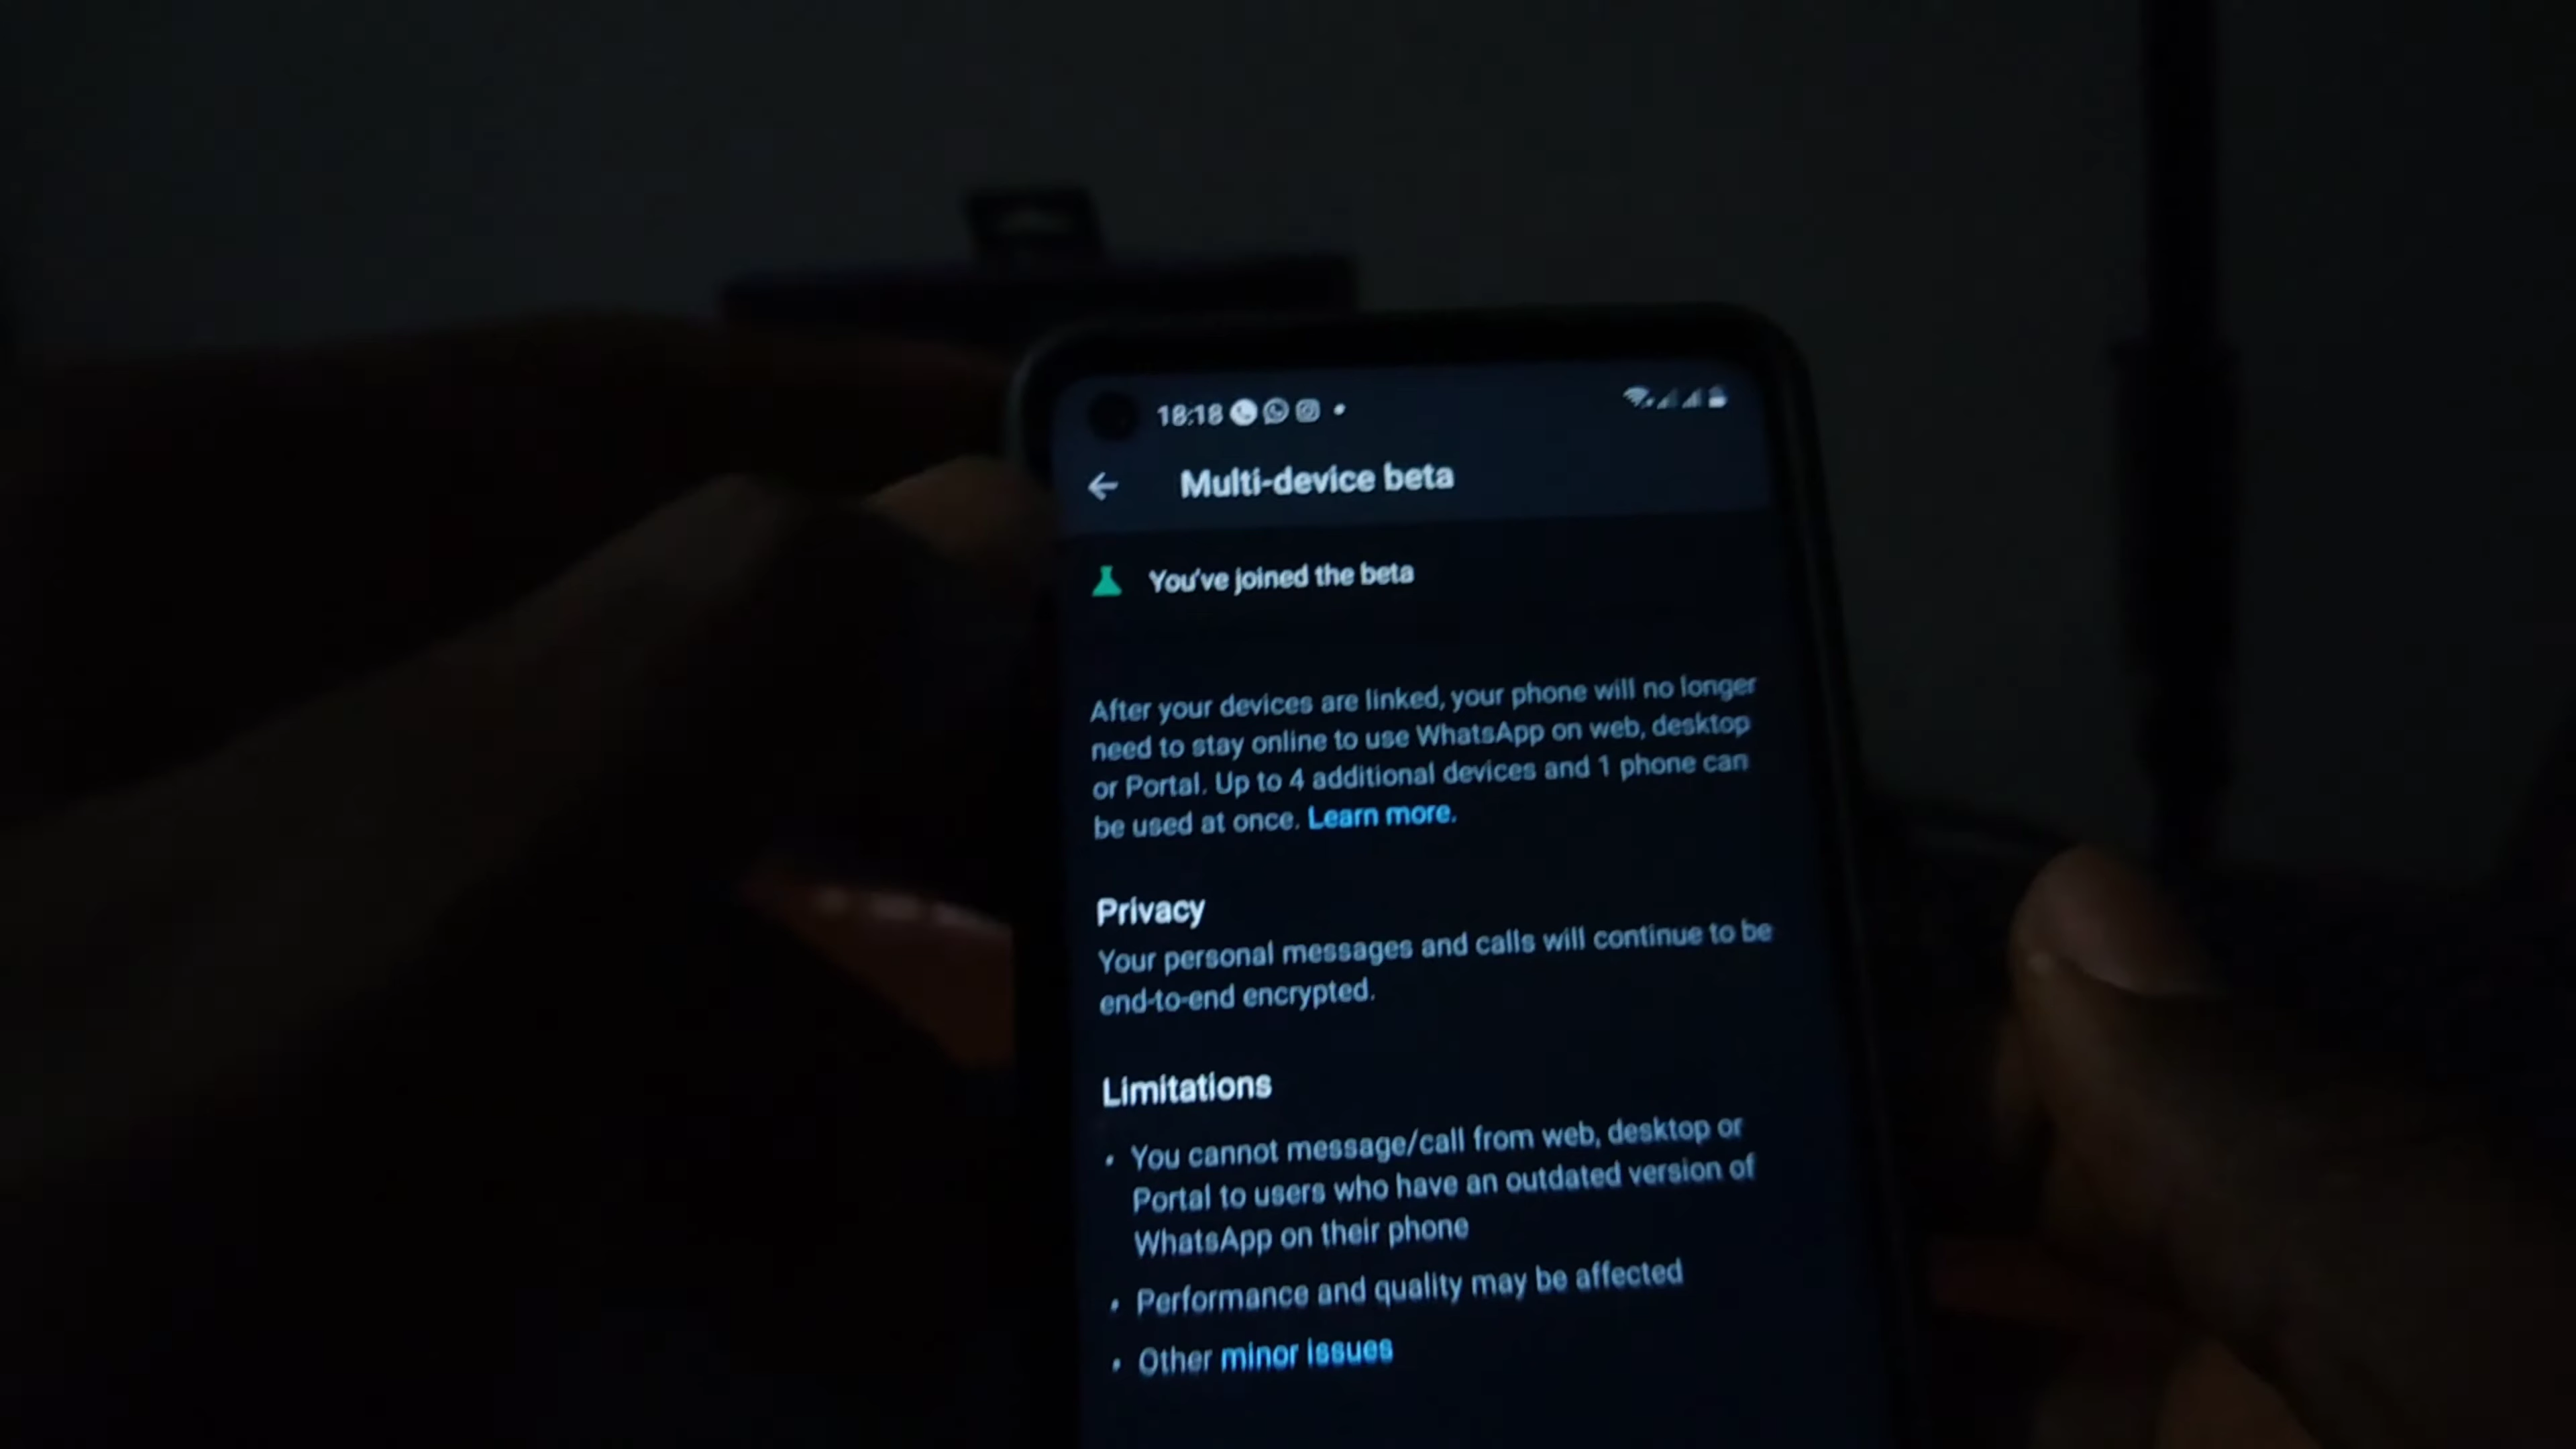 18:18
Multi-device beta
You've joined the beta
After your devices are linked, your phone will no longer
need to stay online to use WhatsApp on web, desktop
or Portal. Up to 4 additional devices and 1 phone can
be used at once. Learn more.
Privacy
Your personal messages and calls will continue to be
end-to-end encrypted.
Limitations
• You cannot message/call from web, desktop or
Portal to users who have an outdated version of
WhatsApp on their phone
• Performance and quality may be affected
• Other minor issues